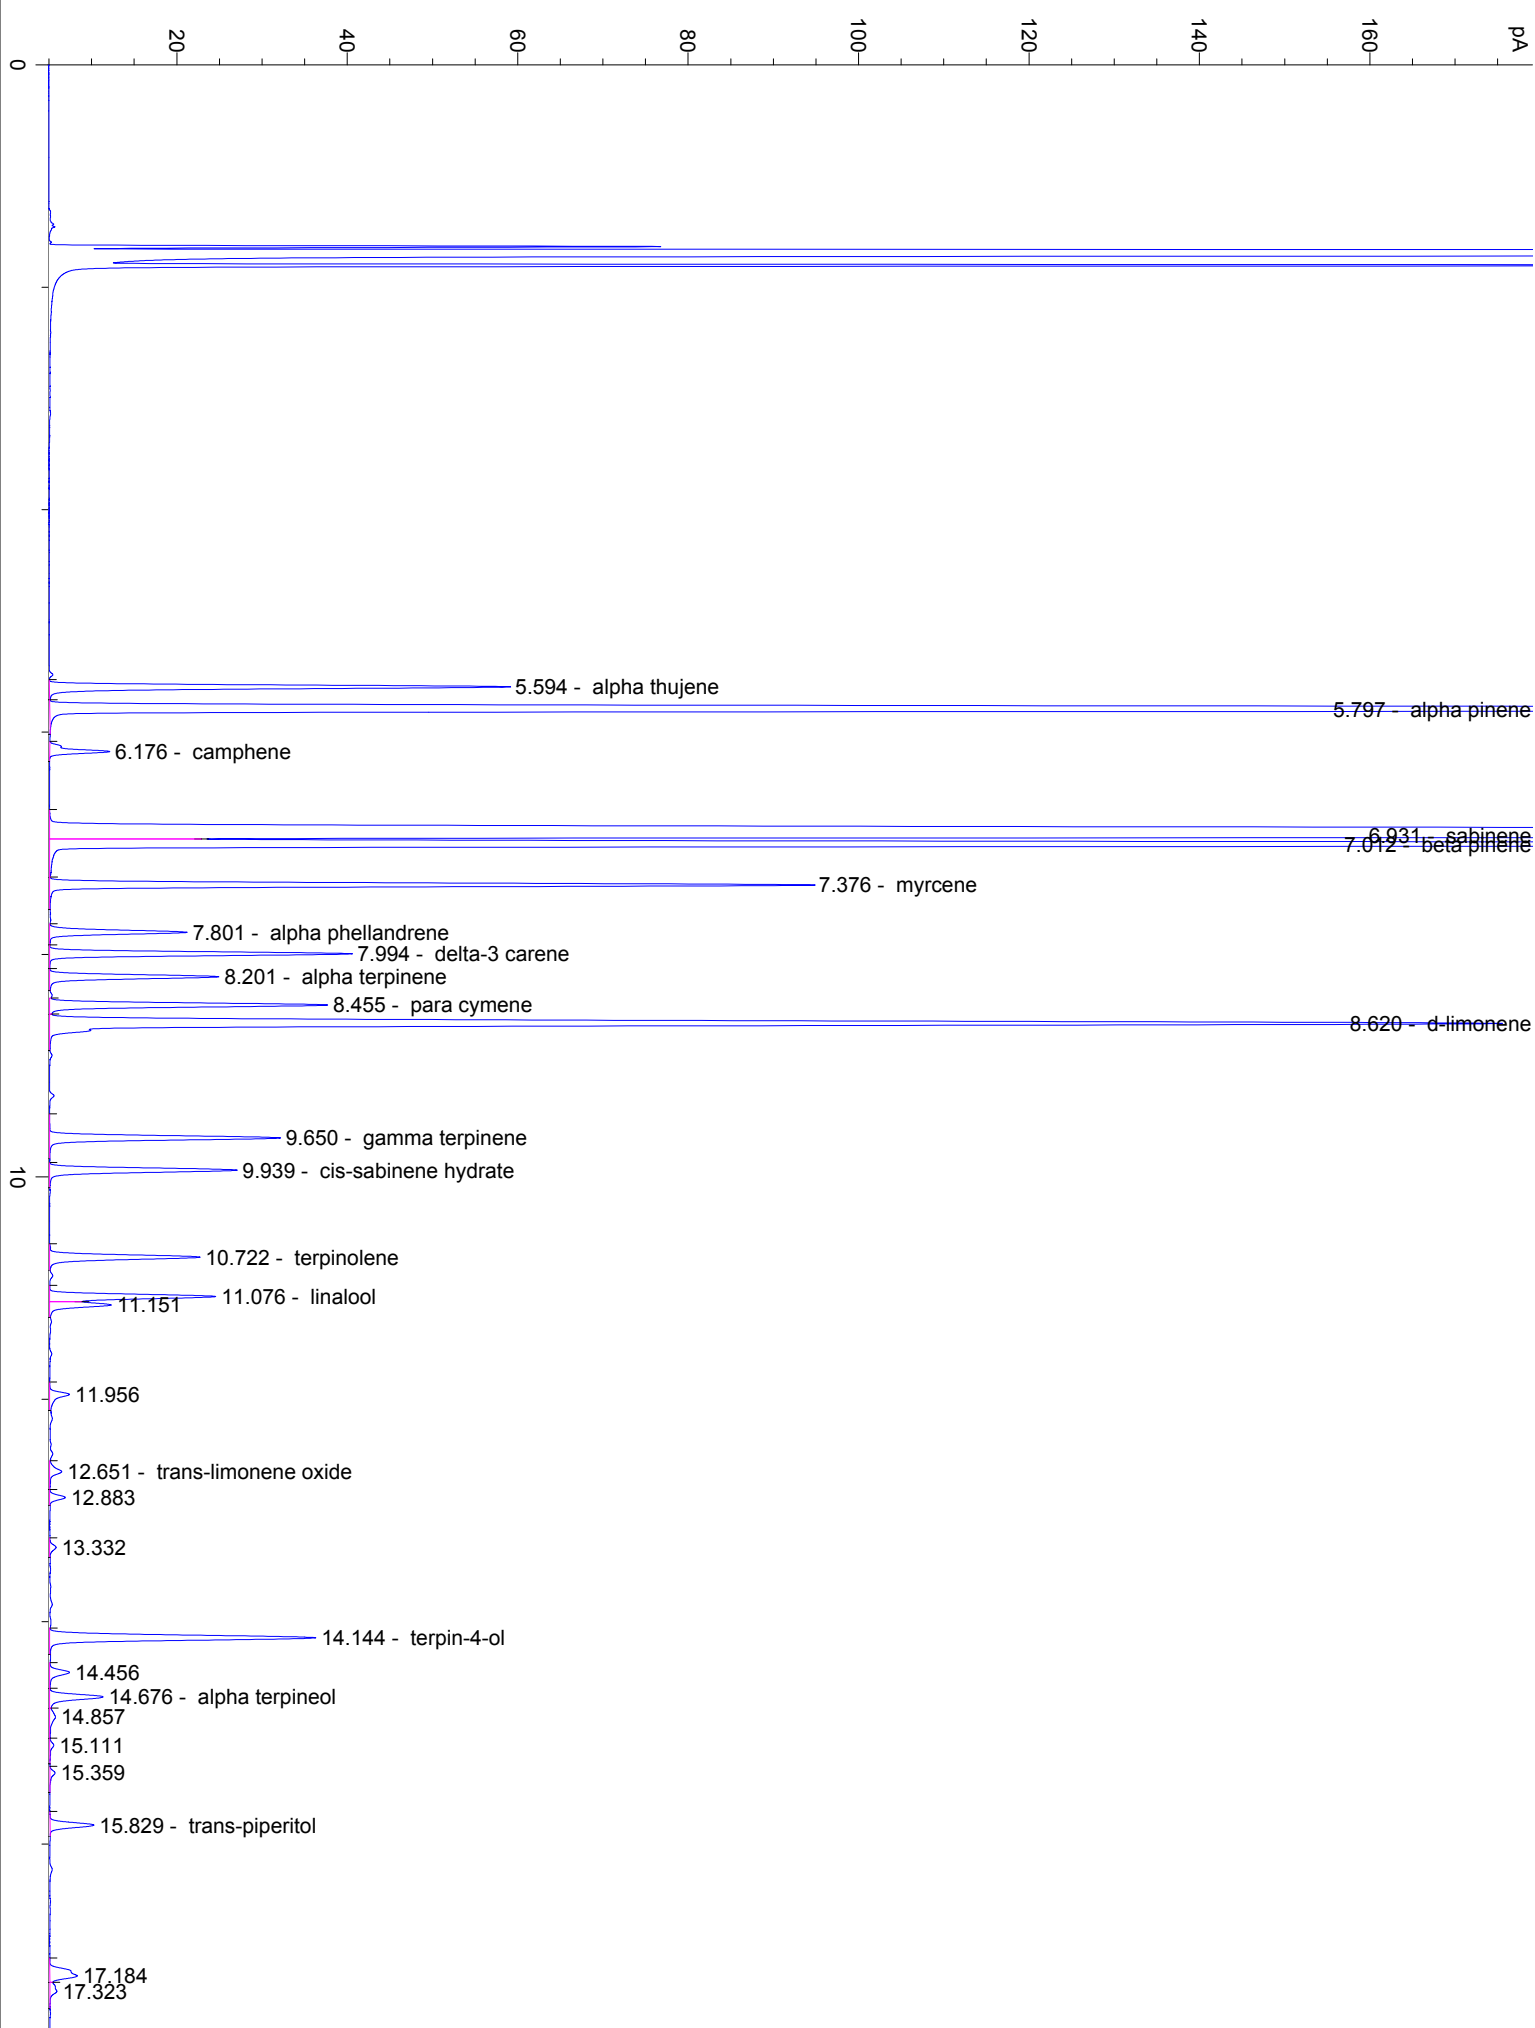 pA
20
40
60
80
100
120
140
160
0
5.594 - alpha thujene
5.797 - alpha pinene
6.176 - camphene
6.931 - sabinene
7.012 - beta pinene
7.376 - myrcene
7.801 - alpha phellandrene
7.994 - delta-3 carene
8.201 - alpha terpinene
8.455 - para cymene
8.620 - d-limonene
9.650 - gamma terpinene
9.939 - cis-sabinene hydrate
10
10.722 - terpinolene
11.076 - linalool
11.151
11.956
12.651 - trans-limonene oxide
12.883
13.332
14.144 - terpin-4-ol
14.456
14.676 - alpha terpineol
14.857
15.111
15.359
15.829 - trans-piperitol
17.184
17.323